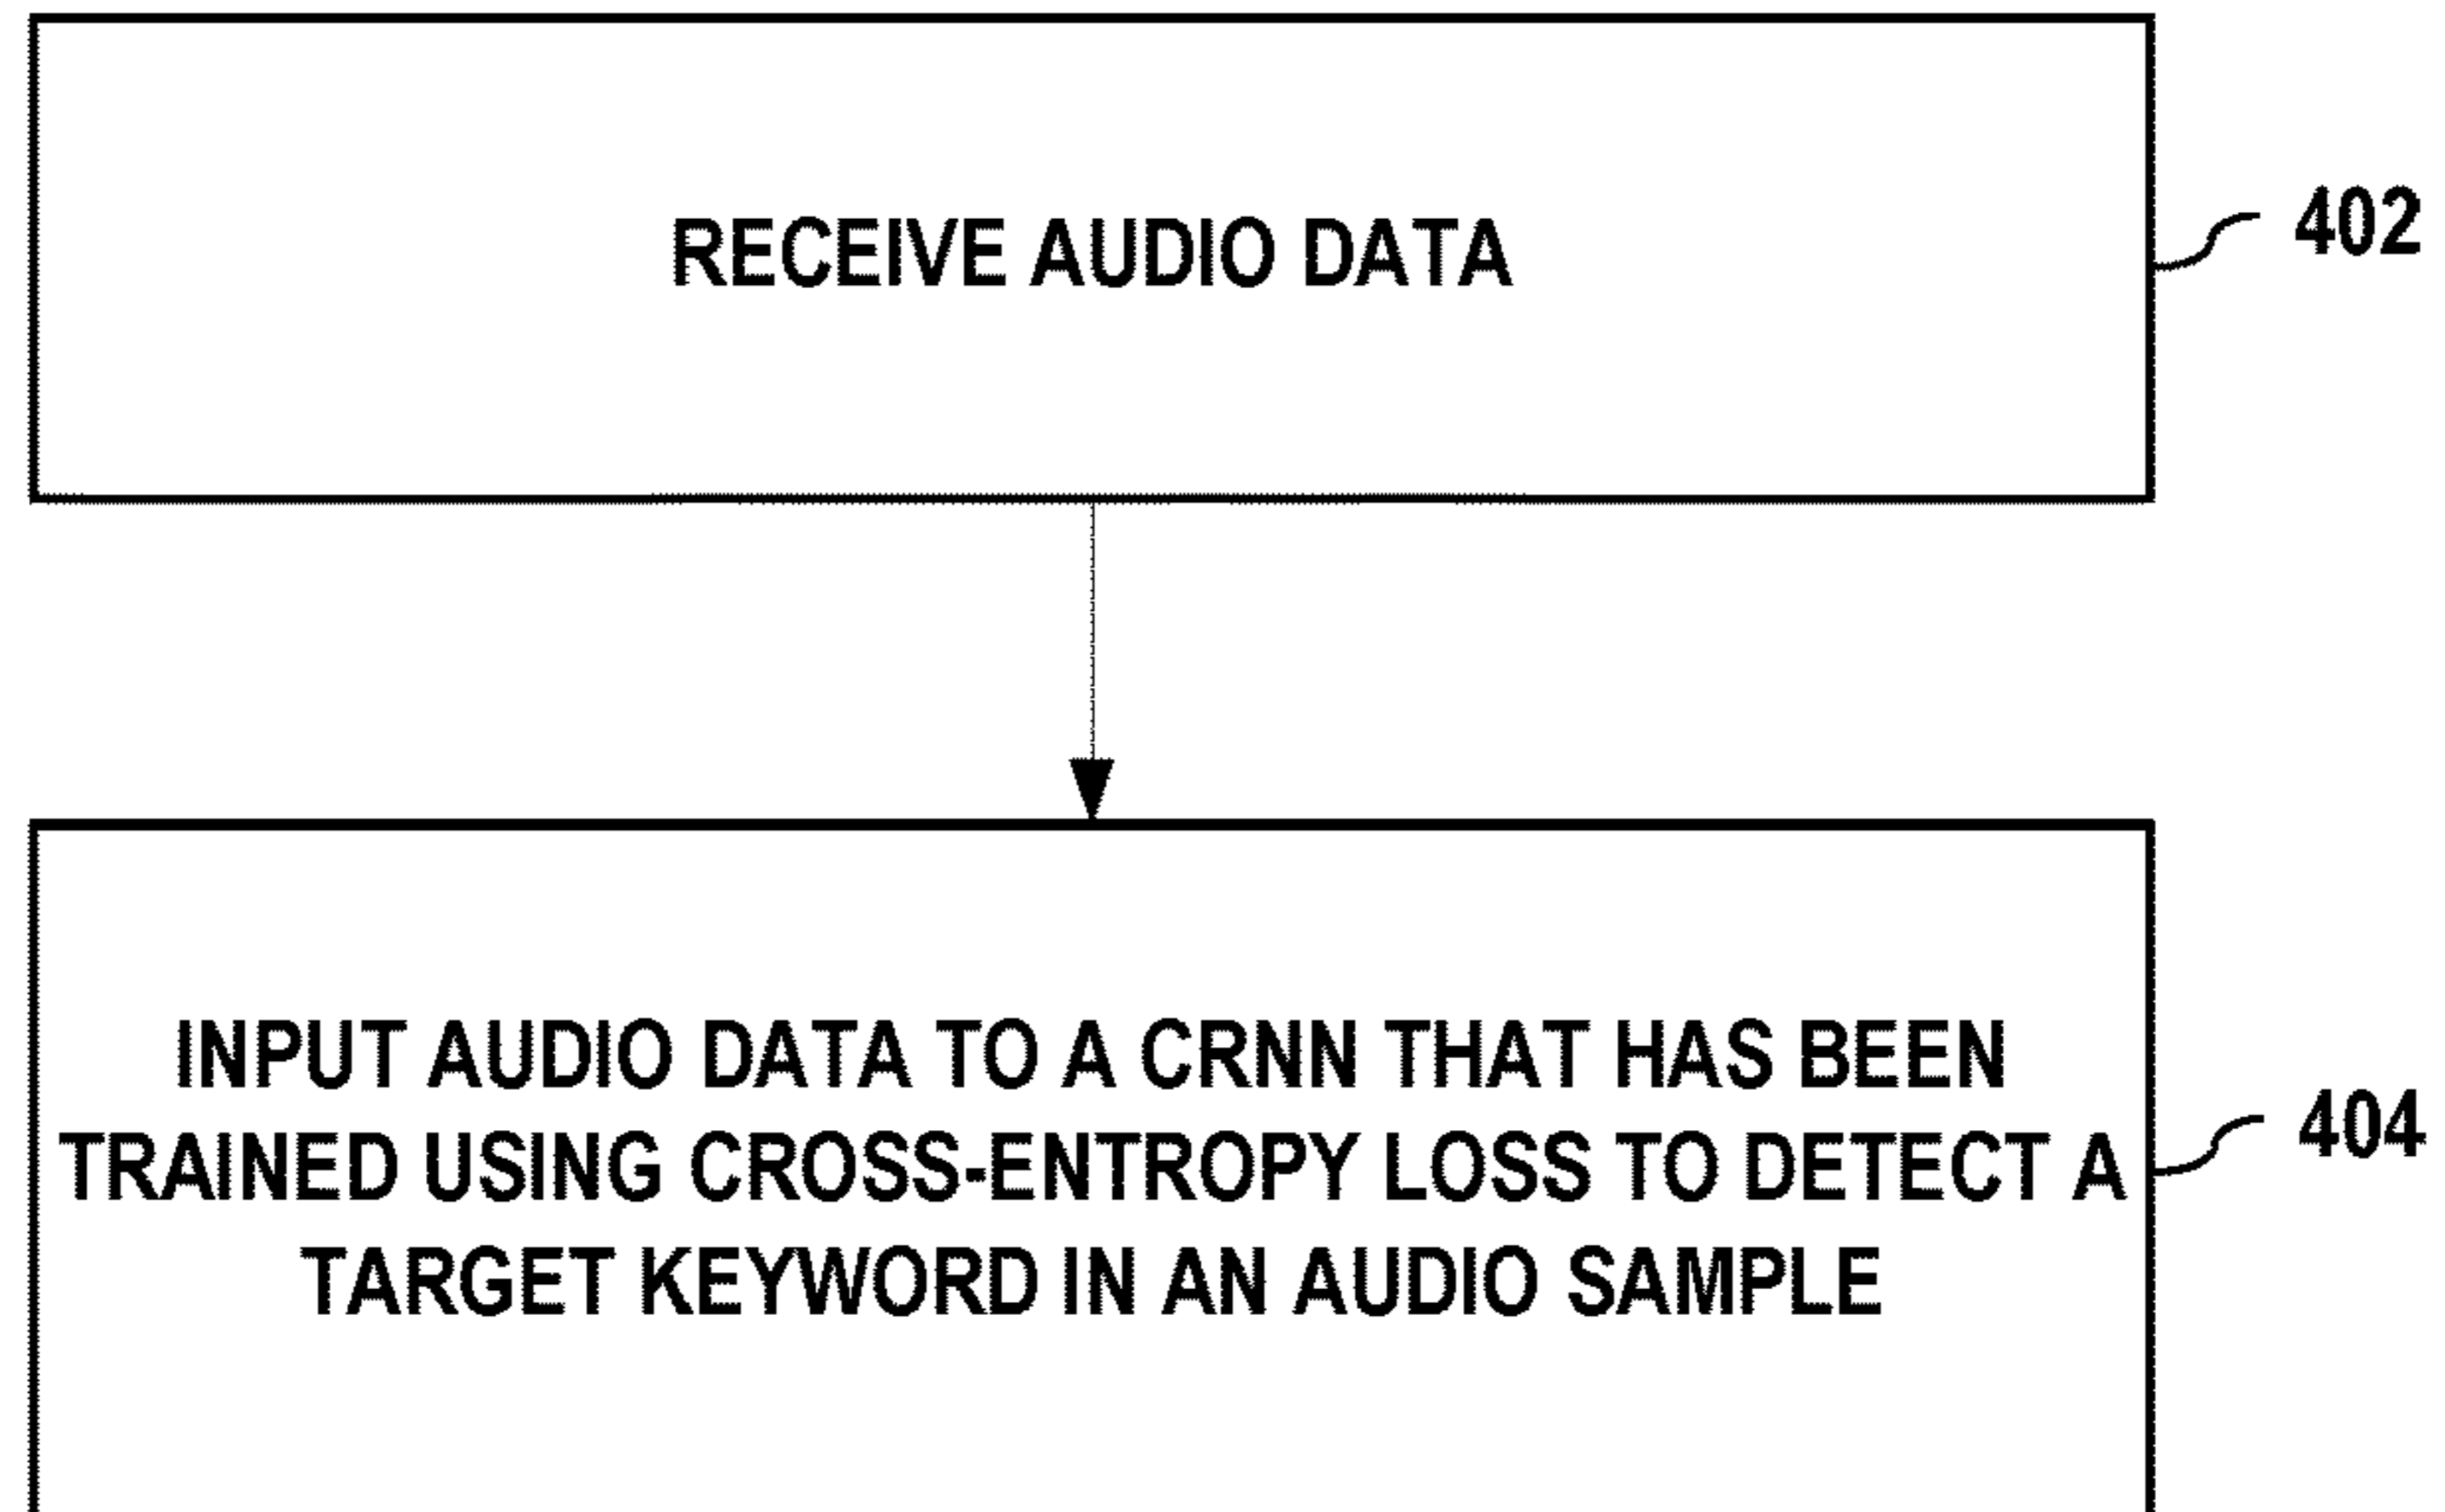 RECEIVE AUDIO DATA
402
INPUT AUDIO DATA TO A CRNN THAT HAS BEEN
TRAINED USING CROSS-ENTROPY LOSS TO DETECT A
TARGET KEYWORD IN AN AUDIO SAMPLE
404